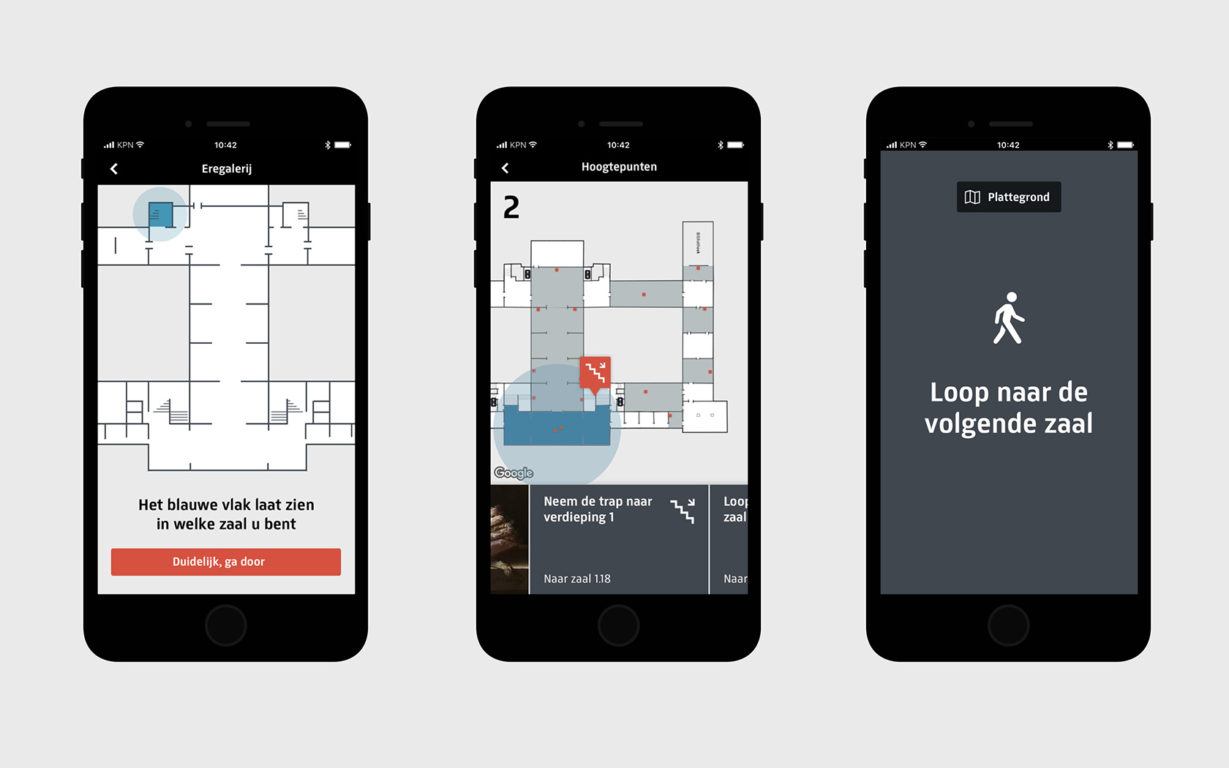 KPN
10:42
Eregalerij
Het blauwe vlak laat zien
in welke zaal u bent
Duidelijk, ga door
KPN
10:42
Hoogtepunten
2
Bibliotheek
Google
Neem de trap naar
verdieping 1
Naar zaal 1.18
Loop
zaal
Naar
KPN
10:42
Plattegrond
Loop naar de
volgende zaal